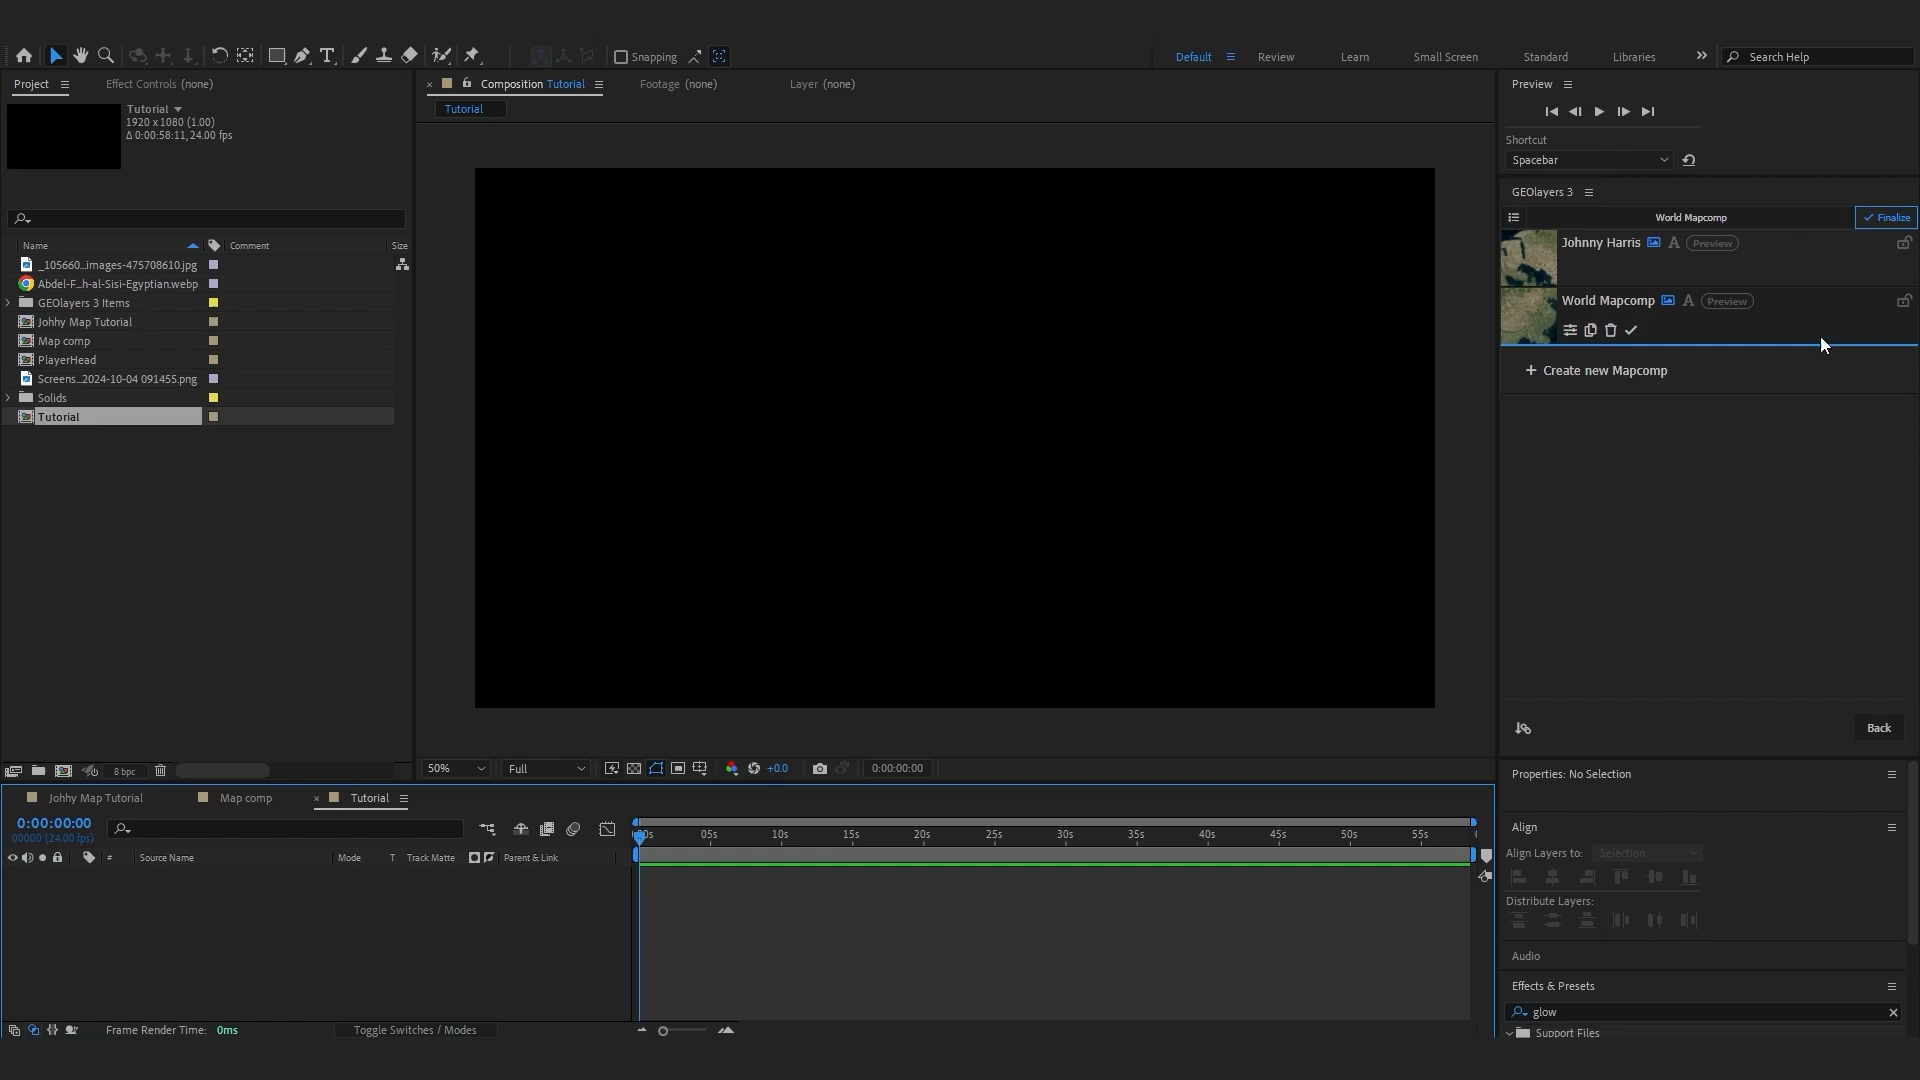 Snapping
Default
Review
Learn
Small Screen
Standard
Libraries
Search Help
Project
Effect Controls (none)
Tutorial
1920 x 1080 (1.00)
Δ 0:00:58:11, 24.00 fps
Name
Comment
Size
_105660...images-475708610.jpg
Abdel-F...h-al-Sisi-Egyptian.webp
GEOlayers 3 Items
Johhy Map Tutorial
Map comp
PlayerHead
Screens...2024-10-04 091455.png
Solids
Tutorial
8 bpc
Composition Tutorial
Footage (none)
Layer (none)
Tutorial
50%
Full
+0.0
0:00:00:00
Preview
Shortcut
Spacebar
GEOlayers 3
World Mapcomp
Finalize
Johnny Harris
A
Preview
World Mapcomp
A
Preview
+ Create new Mapcomp
Back
Properties: No Selection
Align
Align Layers to:
Selection
Distribute Layers:
Audio
Effects & Presets
glow
Support Files
Johhy Map Tutorial
Map comp
Tutorial
0:00:00:00
00000 (24.00 fps)
#
Source Name
Mode
T
Track Matte
Parent & Link
00s
05s
10s
15s
20s
25s
30s
35s
40s
45s
50s
55s
Frame Render Time: 0ms
Toggle Switches / Modes